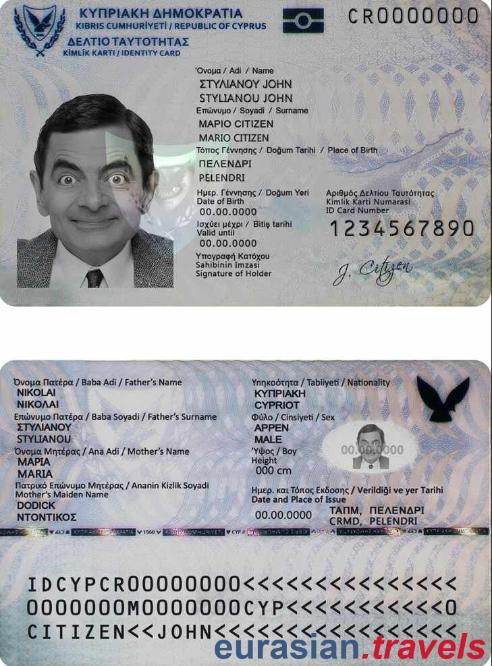 ΚΥΠΡΙΑΚΗ ΔΗΜΟΚΡΑΤΙΑ
KIBRIS CUMHURİYETİ / REPUBLIC OF CYPRUS
ΔΕΛΤΙΟ ΤΑΥΤΟΤΗΤΑΣ
KİMLİK KARTI / IDENTITY CARD
CR0000000
Όνομα / Adi / Name
ΣΤΥΛΙΑΝΟΥ JOHN
STYLIANOU JOHN
Επώνυμο / Soyadi / Surname
ΜΑΡΙΟ CITIZEN
MARIO CITIZEN
Τόπος Γέννησης / Doğum Tarihi / Place of Birth
ΠΕΛΕΝΔΡΙ
PELENDRI
Ημερ. Γέννησης / Doğum Yeri
Date of Birth
00.00.0000
Ισχύει μέχρι / Bitiş tarihi
Valid until
00.00.0000
Υπογραφή Κατόχου
Sahibinin Imzasi
Signature of Holder
Αριθμός Δελτίου Ταυτότητας
Kimlik Karti Numarasi
ID Card Number
1234567890
J. Citizen
Όνομα Πατέρα / Baba Adi / Father's Name
NIKOLAI
ΝΙΚΟΛΑΙ
Επώνυμο Πατέρα / Baba Soyadi / Father's Surname
ΣΤΥΛΙΑΝΟΥ
STYLIANOU
Όνομα Μητέρας / Ana Adi / Mother's Name
ΜΑΡΙΑ
MARIA
Πατρικό Επώνυμο Μητέρας / Ananin Kizlik Soyadi
Mother's Maiden Name
DODICK
ΝΤΟΝΤΙΚΟΣ
Υπηκοότητα / Tabliyeti / Nationality
ΚΥΠΡΙΑΚΗ
CYPRIOT
Φύλο / Cinsiyeti / Sex
ΑΡΡΕΝ
MALE
Ύψος / Boy
Height
000 cm
Ημερ. και Τόπος Εκδοσης / Verildiği ve yer Tarihi
Date and Place of Issue
00.00.0000
ΤΑΠΜ, ΠΕΛΕΝΔΡΙ
CRMD, PELENDRI
00.00.0000
IDCYPCR00000000<<<<<<<<<<<<<<<
0000000M0000000CYP<<<<<<<<<<<0
CITIZEN<<JOHN<<<<<<<<<<<<<<<<<
eurasian.travels